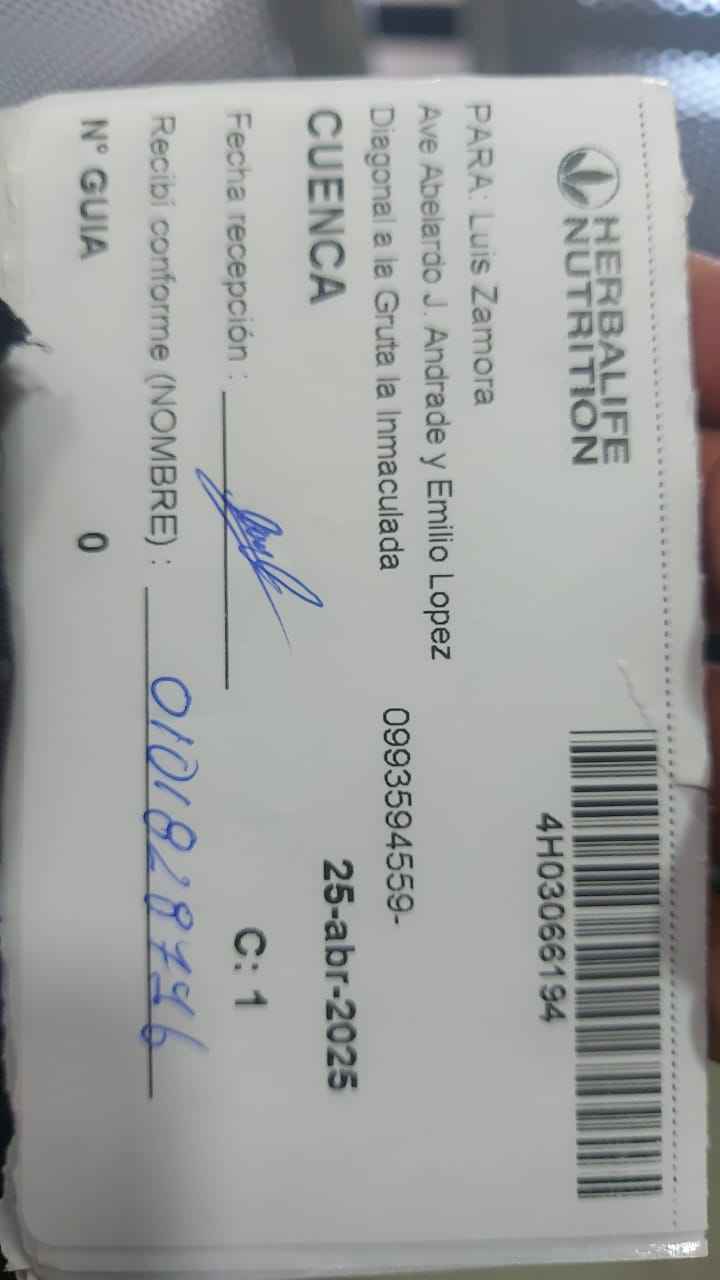 HERBALIFE
NUTRITION
4H03066194
PARA: Luis Zamora
Ave Abelardo J. Andrade y Emilio Lopez
Diagonal a la Gruta la Inmaculada
0993594559-
CUENCA
25-abr-2025
Fecha recepción :
C: 1
Recibí conforme (NOMBRE) :
N° GUIA 0